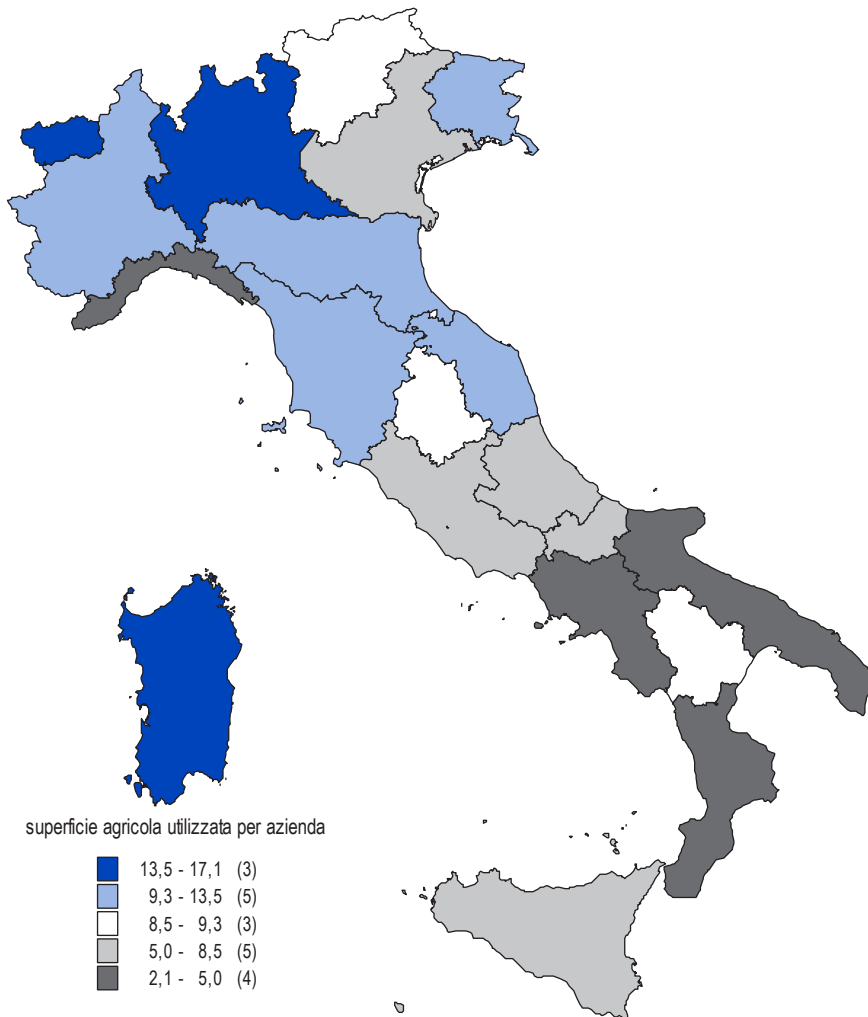 superficie agricola utilizzata per azienda
13,5 - 17,1 (3)
9,3 - 13,5 (5)
8,5 - 9,3 (3)
5,0 - 8,5 (5)
2,1 - 5,0 (4)